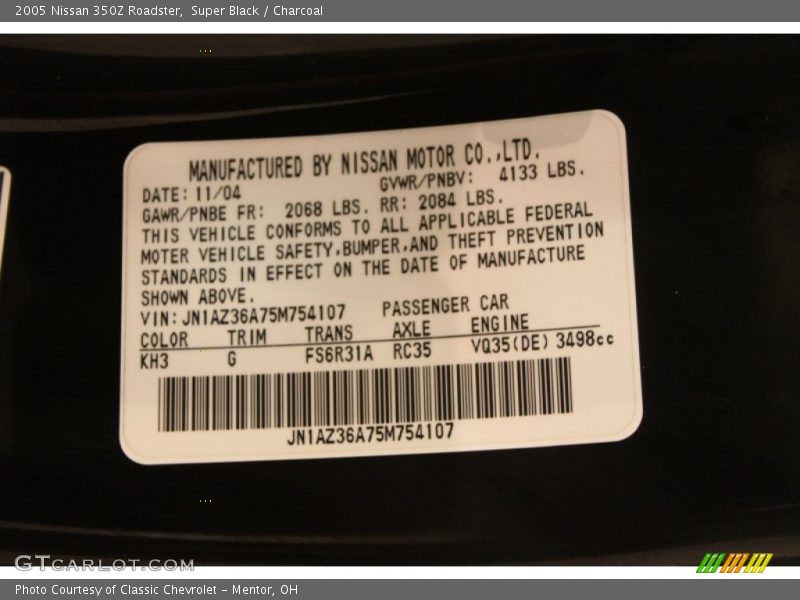 2005 Nissan 350Z Roadster, Super Black / Charcoal
MANUFACTURED BY NISSAN MOTOR CO.,LTD.
DATE: 11/04 GVWR/PNBV: 4133 LBS.
GAWR/PNBE FR: 2068 LBS. RR: 2084 LBS.
THIS VEHICLE CONFORMS TO ALL APPLICABLE FEDERAL
MOTER VEHICLE SAFETY,BUMPER,AND THEFT PREVENTION
STANDARDS IN EFFECT ON THE DATE OF MANUFACTURE
SHOWN ABOVE.
VIN: JN1AZ36A75M754107 PASSENGER CAR
COLOR TRIM TRANS AXLE ENGINE
KH3 G FS6R31A RC35 VQ35(DE) 3498cc
JN1AZ36A75M754107
GTCARLOT.COM
Photo Courtesy of Classic Chevrolet - Mentor, OH